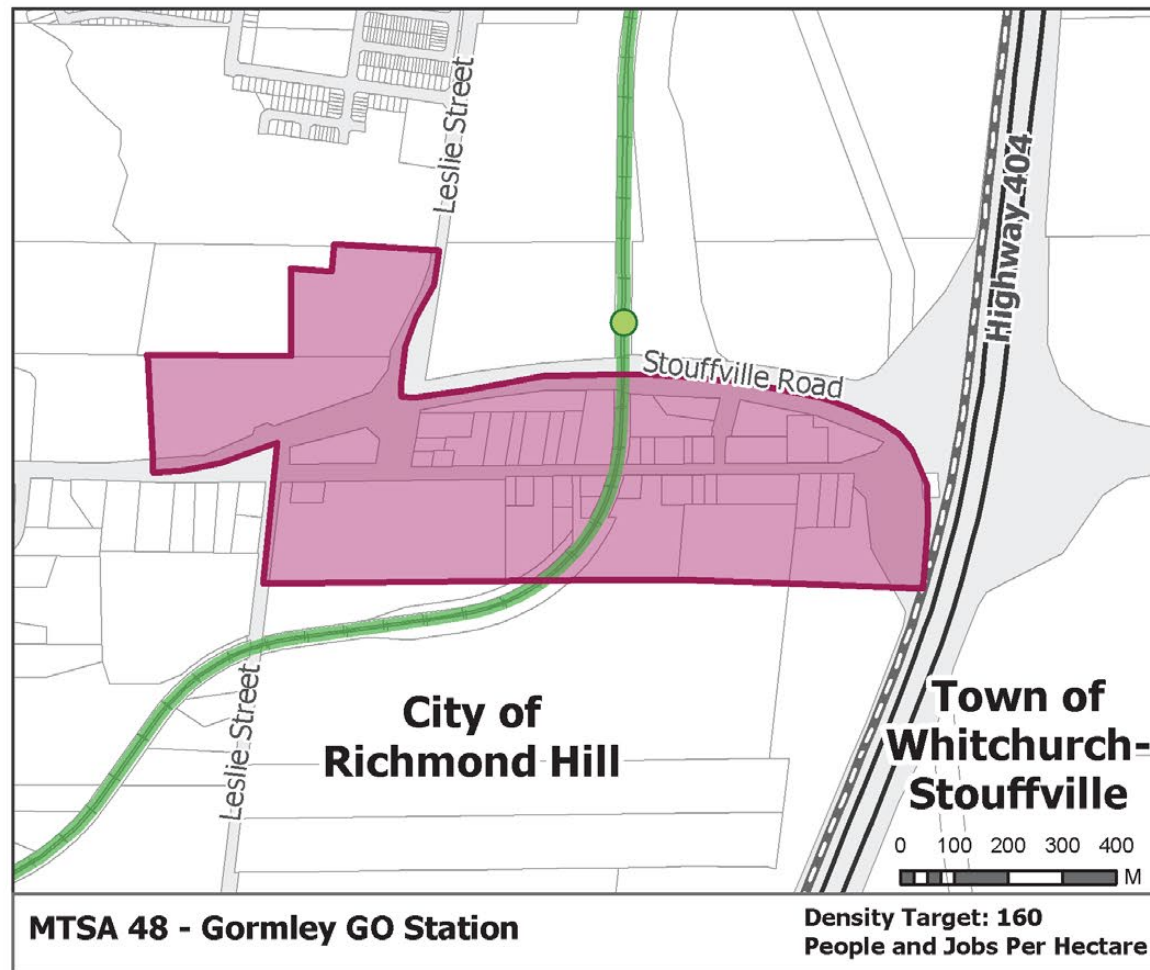 Leslie Street
Highway 404
Stouffville Road
City of
Richmond Hill
Town of
Whitchurch-
Stouffville
Leslie Street
0 100 200 300 400
M
MTSA 48 - Gormley GO Station
Density Target: 160
People and Jobs Per Hectare